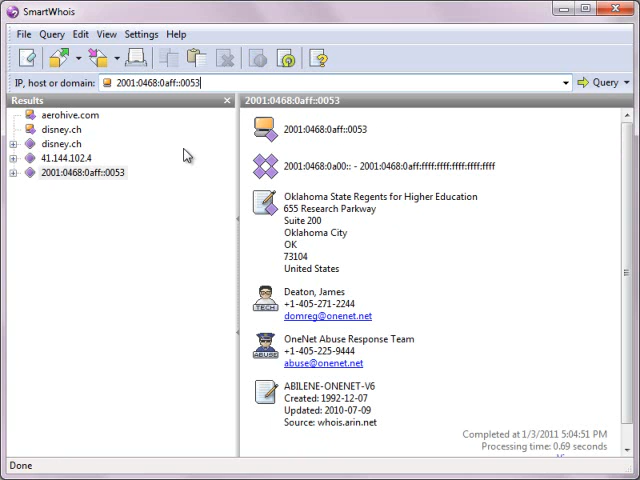 SmartWhois
File Query Edit View Settings Help
IP, host or domain: 2001:0468:0aff::0053 Query
Results
2001:0468:0aff::0053
aerohive.com
disney.ch
disney.ch
41.144.102.4
2001:0468:0aff::0053
2001:0468:0aff::0053
2001:0468:0a00:: - 2001:0468:0aff:ffff:ffff:ffff:ffff:ffff
Oklahoma State Regents for Higher Education
655 Research Parkway
Suite 200
Oklahoma City
OK
73104
United States
TECH
Deaton, James
+1-405-271-2244
domreg@onenet.net
ABUSE
OneNet Abuse Response Team
+1-405-225-9444
abuse@onenet.net
ABILENE-ONENET-V6
Created: 1992-12-07
Updated: 2010-07-09
Source: whois.arin.net
Completed at 1/3/2011 5:04:51 PM
Processing time: 0.69 seconds
Done